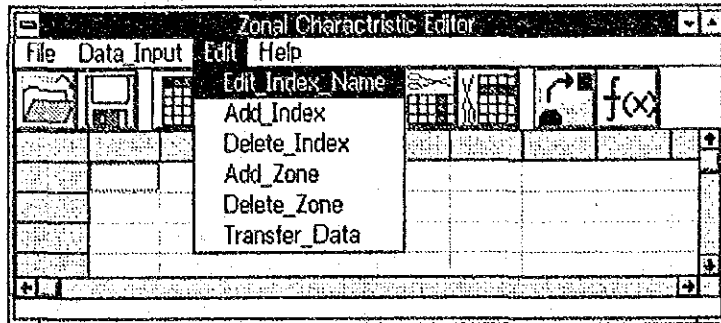 Zonal Charactristic Editor
File Data_Input Edit Help
Edit_Index_Name
Add_Index
Delete_Index
Add_Zone
Delete_Zone
Transfer_Data
f(x)